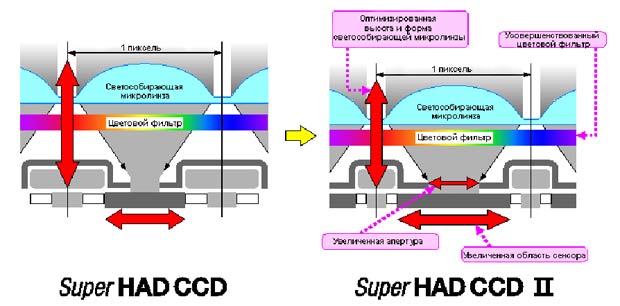 Оптимизированная
высота и форма
светособирающей микролинзы
Усовершенствованный
цветовой фильтр
1 пиксель
Светособирающая
микролинза
Цветовой фильтр
1 пиксель
Светособирающая
микролинза
Цветовой фильтр
Увеличенная апертура
Увеличенная область сенсора
Super HAD CCD
Super HAD CCD II